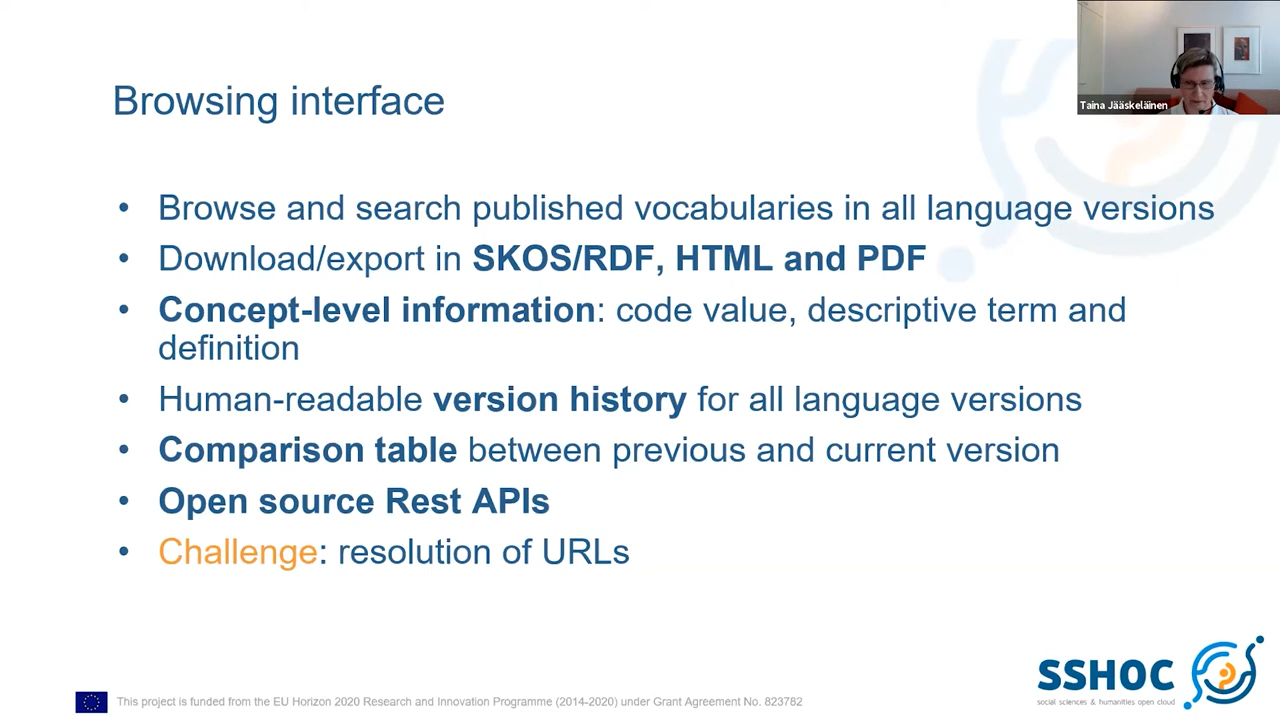 Taina Jääskeläinen
Browsing interface
• Browse and search published vocabularies in all language versions
• Download/export in SKOS/RDF, HTML and PDF
• Concept-level information: code value, descriptive term and
definition
• Human-readable version history for all language versions
• Comparison table between previous and current version
• Open source Rest APIs
• Challenge: resolution of URLs
SSHOC
social sciences & humanities open cloud
This project is funded from the EU Horizon 2020 Research and Innovation Programme (2014-2020) under Grant Agreement No. 823782